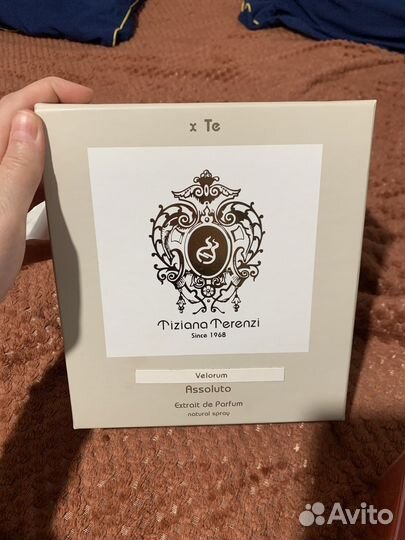 x Te
Tiziana Terenzi
Since 1968
Velorum
Assoluto
Extrait de Parfum
natural spray
Avito